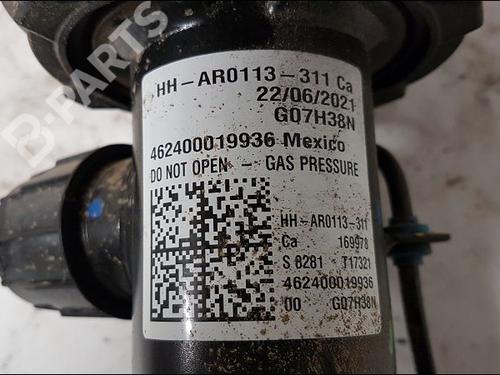 B-PARTS
HH-AR0113-311 Ca
22/06/2021
G07H38N
462400019936 Mexico
DO NOT OPEN - GAS PRESSURE
HH-AR0113-311
Ca 169978
S 8281 T17321
462400019936
00 G07H38N